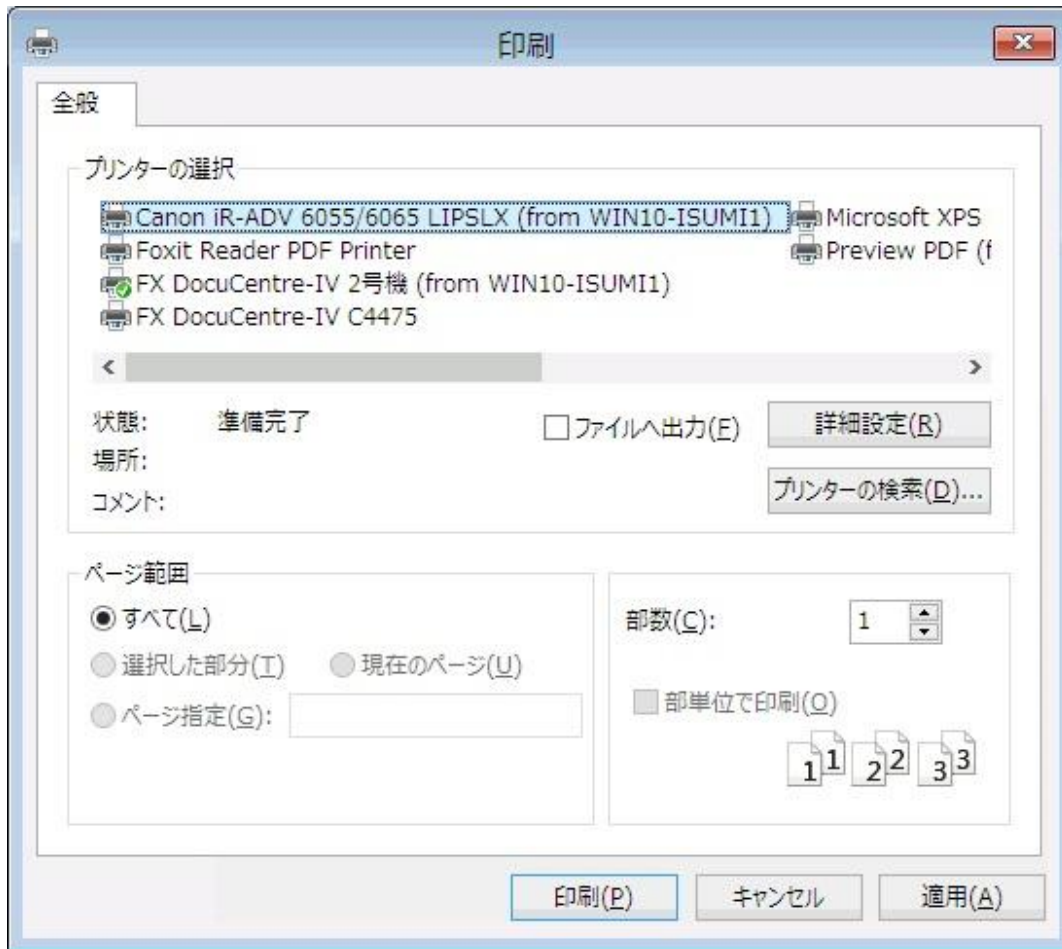 印刷
全般
プリンターの選択
Canon iR-ADV 6055/6065 LIPSLX (from WIN10-ISUMI1)
Microsoft XPS
Foxit Reader PDF Printer
Preview PDF (f
FX DocuCentre-IV 2号機 (from WIN10-ISUMI1)
FX DocuCentre-IV C4475
状態: 準備完了
ファイルへ出力(F)
詳細設定(R)
場所:
コメント:
プリンターの検索(D)...
ページ範囲
すべて(L)
選択した部分(T) 現在のページ(U)
ページ指定(G):
部数(C): 1
部単位で印刷(O)
1 1 2 2 3 3
印刷(P) キャンセル 適用(A)